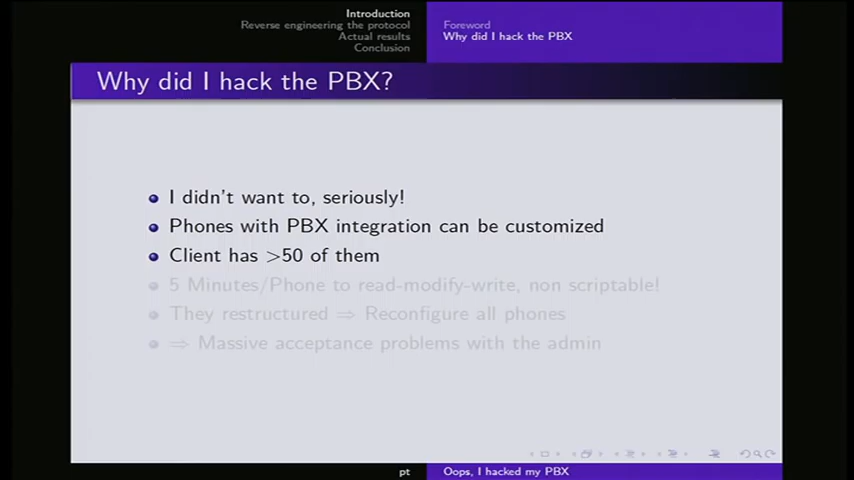 Introduction
Reverse engineering the protocol
Actual results
Conclusion
Foreword
Why did I hack the PBX
Why did I hack the PBX?
I didn't want to, seriously!
Phones with PBX integration can be customized
Client has >50 of them
5 Minutes/Phone to read-modify-write, non scriptable!
They restructured ⇒ Reconfigure all phones
⇒ Massive acceptance problems with the admin
pt
Oops, I hacked my PBX